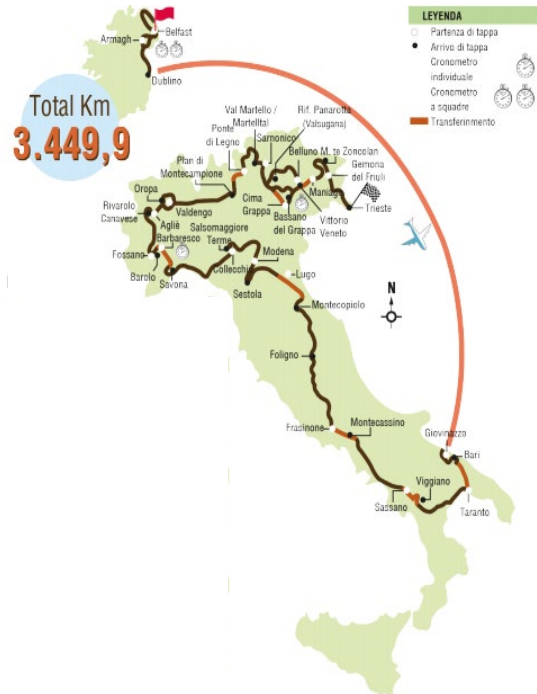 Belfast
Armagh
Dublino
Total Km
3.449,9
LEYENDA
Partenza di tappa
Arrivo di tappa
Cronometro
individuale
Cronometro
a squadre
Transferinmento
Val Martello /
Martelltal
Rif. Panarotta
(Valsugana)
Ponte
di Legno
Sarnonico
Belluno
M. te Zoncolan
Gemona
del Friuli
Plan di
Montecampione
Oropa
Valdengo
Cima
Grappa
Maniago
Trieste
Rivarolo
Canavese
Agliè
Salsomaggiore
Terme
Bassano
del Grappa
Vittorio
Veneto
Barbaresco
Modena
Fossano
Collecchio
Lugo
Barolo
Savona
Sestola
Montecopiolo
N
Foligno
Frasinone
Montecassino
Giovinazzo
Bari
Viggiano
Sassano
Taranto